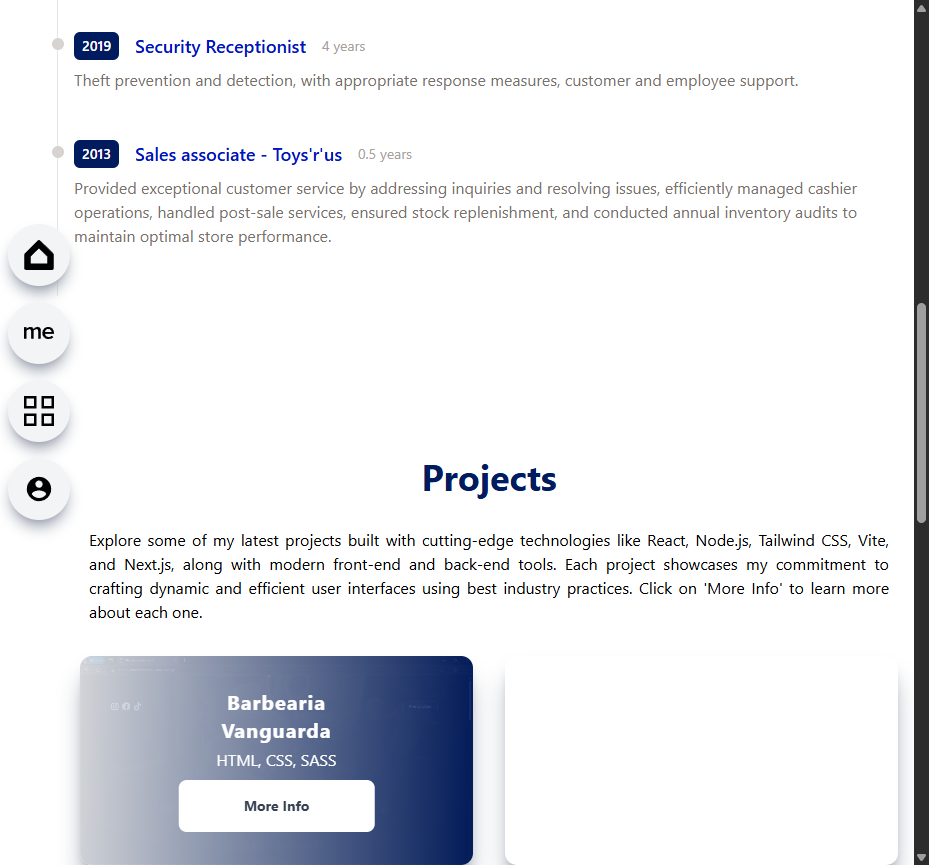 2019 Security Receptionist 4 years
Theft prevention and detection, with appropriate response measures, customer and employee support.
2013 Sales associate - Toys'r'us 0.5 years
Provided exceptional customer service by addressing inquiries and resolving issues, efficiently managed cashier
operations, handled post-sale services, ensured stock replenishment, and conducted annual inventory audits to
maintain optimal store performance.
me
Projects
Explore some of my latest projects built with cutting-edge technologies like React, Node.js, Tailwind CSS, Vite,
and Next.js, along with modern front-end and back-end tools. Each project showcases my commitment to
crafting dynamic and efficient user interfaces using best industry practices. Click on 'More Info' to learn more
about each one.
Barbearia
Vanguarda
HTML, CSS, SASS
More Info